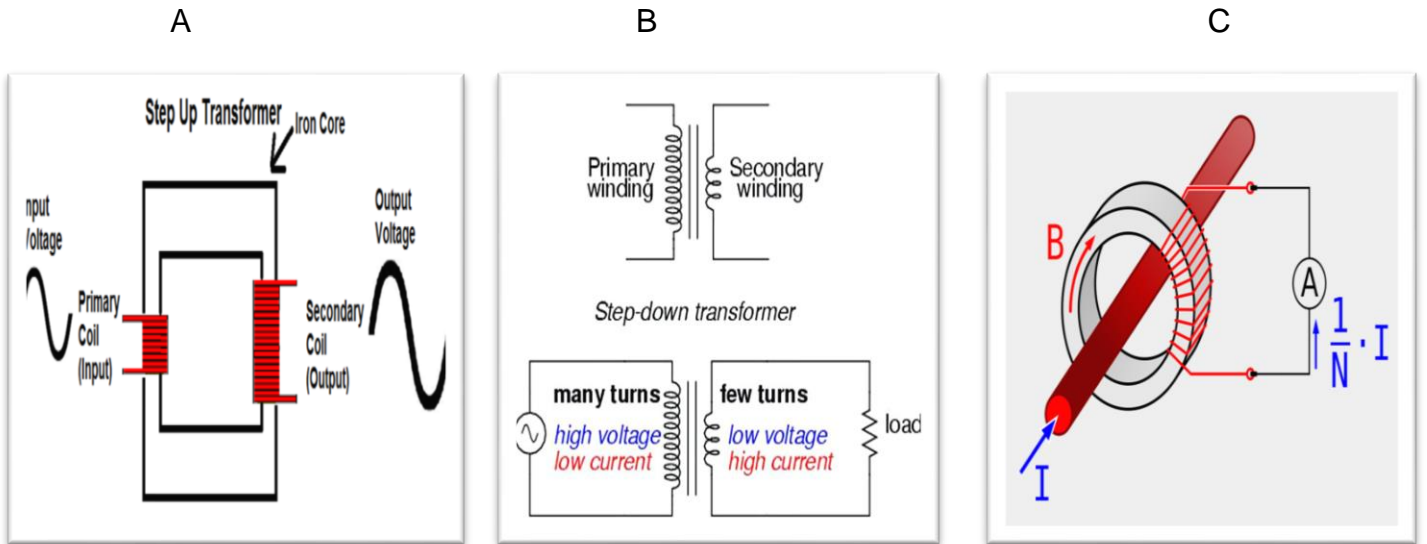 A
B
C
Step Up Transformer
Iron Core
nput
Voltage
Output
Voltage
Primary
Coil
(Input)
Secondary
Coil
(Output)
Primary
winding
Secondary
winding
Step-down transformer
many turns
high voltage
low current
few turns
low voltage
high current
load
B
A
1
N
· I
I